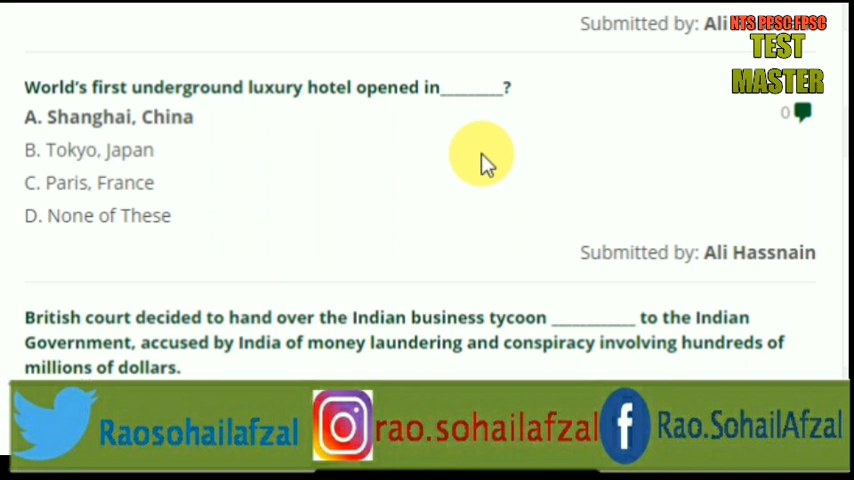 Submitted by: Ali
NTS PPSC FPSC
TEST
MASTER
World's first underground luxury hotel opened in________?
A. Shanghai, China
0
B. Tokyo, Japan
C. Paris, France
D. None of These
Submitted by: Ali Hassnain
British court decided to hand over the Indian business tycoon ___________ to the Indian
Government, accused by India of money laundering and conspiracy involving hundreds of
millions of dollars.
Raosohailafzal
rao.sohailafzal
Rao.SohailAfzal